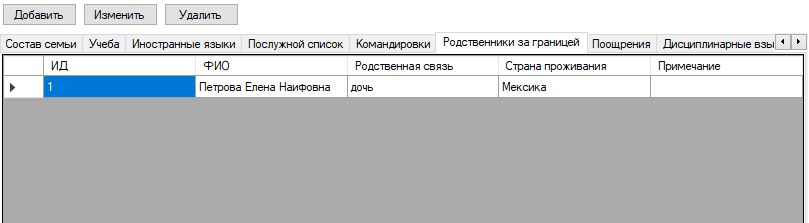 Добавить Изменить Удалить
Состав семьи Учеба Иностранные языки Послужной список Командировки Родственники за границей Поощрения Дисциплинарные взы
ИД ФИО Родственная связь Страна проживания Примечание
1 Петрова Елена Наифовна дочь Мексика